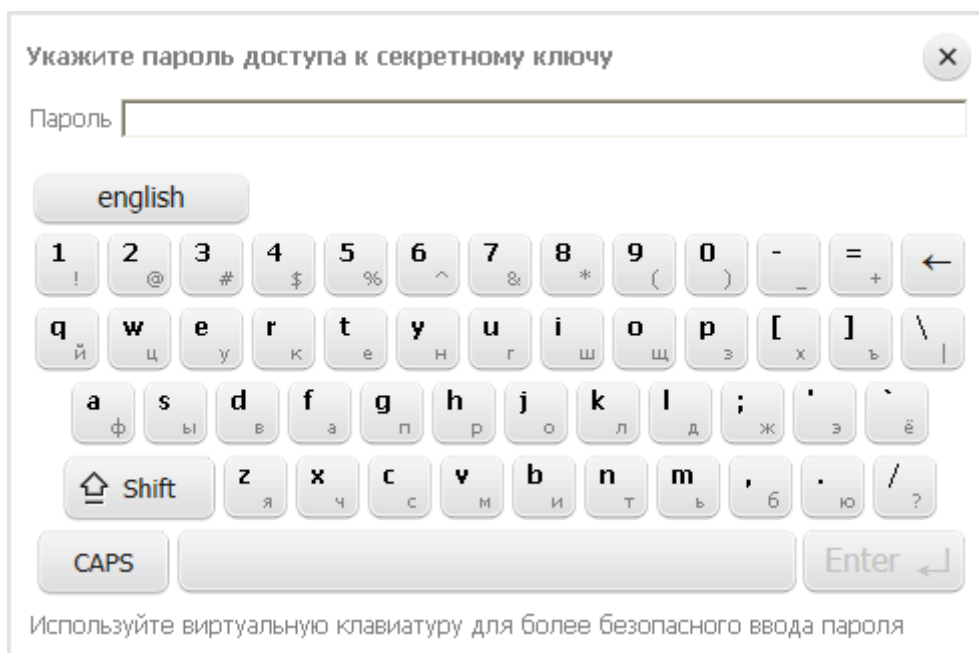 Укажите пароль доступа к секретному ключу
Пароль
english
1 ! 2 @ 3 # 4 $ 5 % 6 ^ 7 & 8 * 9 ( 0 ) - _ = + ←
q й w ц e у r к t е y н u г i ш o щ p з [ х ] ъ \ |
a ф s ы d в f а g п h р j о k л l д ; ж ' э ` ё
Shift z я x ч c с v м b и n т m ь , б . ю / ?
CAPS Enter
Используйте виртуальную клавиатуру для более безопасного ввода пароля